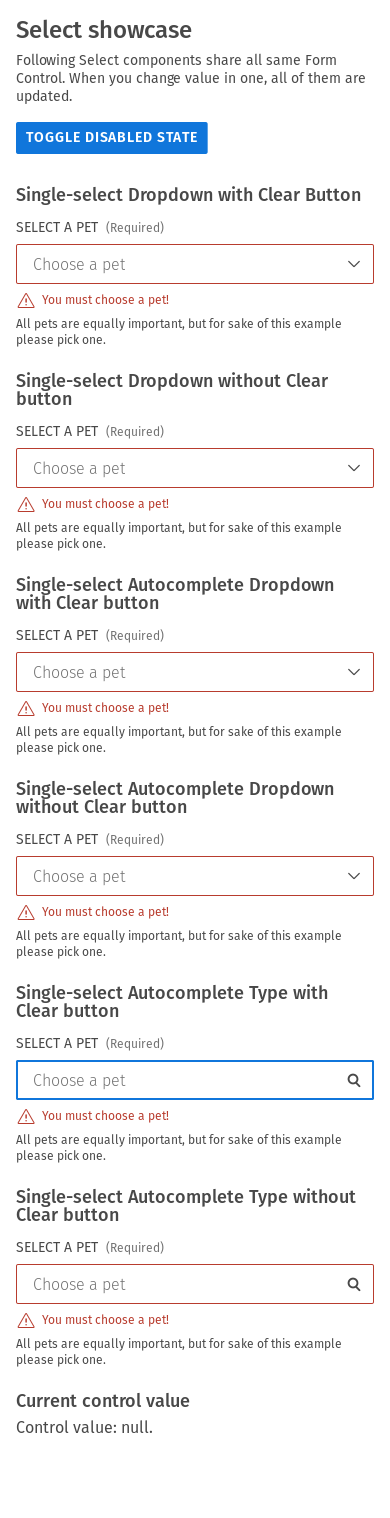 Select showcase
Following Select components share all same Form
Control. When you change value in one, all of them are
updated.
TOGGLE DISABLED STATE
Single-select Dropdown with Clear Button
SELECT A PET (Required)
Choose a pet
You must choose a pet!
All pets are equally important, but for sake of this example
please pick one.
Single-select Dropdown without Clear
button
SELECT A PET (Required)
Choose a pet
You must choose a pet!
All pets are equally important, but for sake of this example
please pick one.
Single-select Autocomplete Dropdown
with Clear button
SELECT A PET (Required)
Choose a pet
You must choose a pet!
All pets are equally important, but for sake of this example
please pick one.
Single-select Autocomplete Dropdown
without Clear button
SELECT A PET (Required)
Choose a pet
You must choose a pet!
All pets are equally important, but for sake of this example
please pick one.
Single-select Autocomplete Type with
Clear button
SELECT A PET (Required)
Choose a pet
You must choose a pet!
All pets are equally important, but for sake of this example
please pick one.
Single-select Autocomplete Type without
Clear button
SELECT A PET (Required)
Choose a pet
You must choose a pet!
All pets are equally important, but for sake of this example
please pick one.
Current control value
Control value: null.